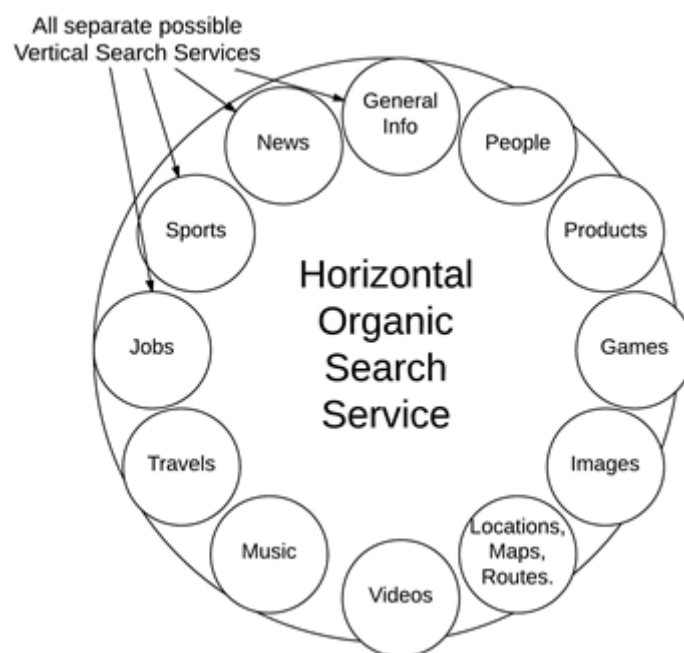 All separate possible
Vertical Search Services
General
Info
News
People
Sports
Products
Horizontal
Organic
Search
Service
Jobs
Games
Travels
Images
Music
Locations,
Maps,
Routes.
Videos